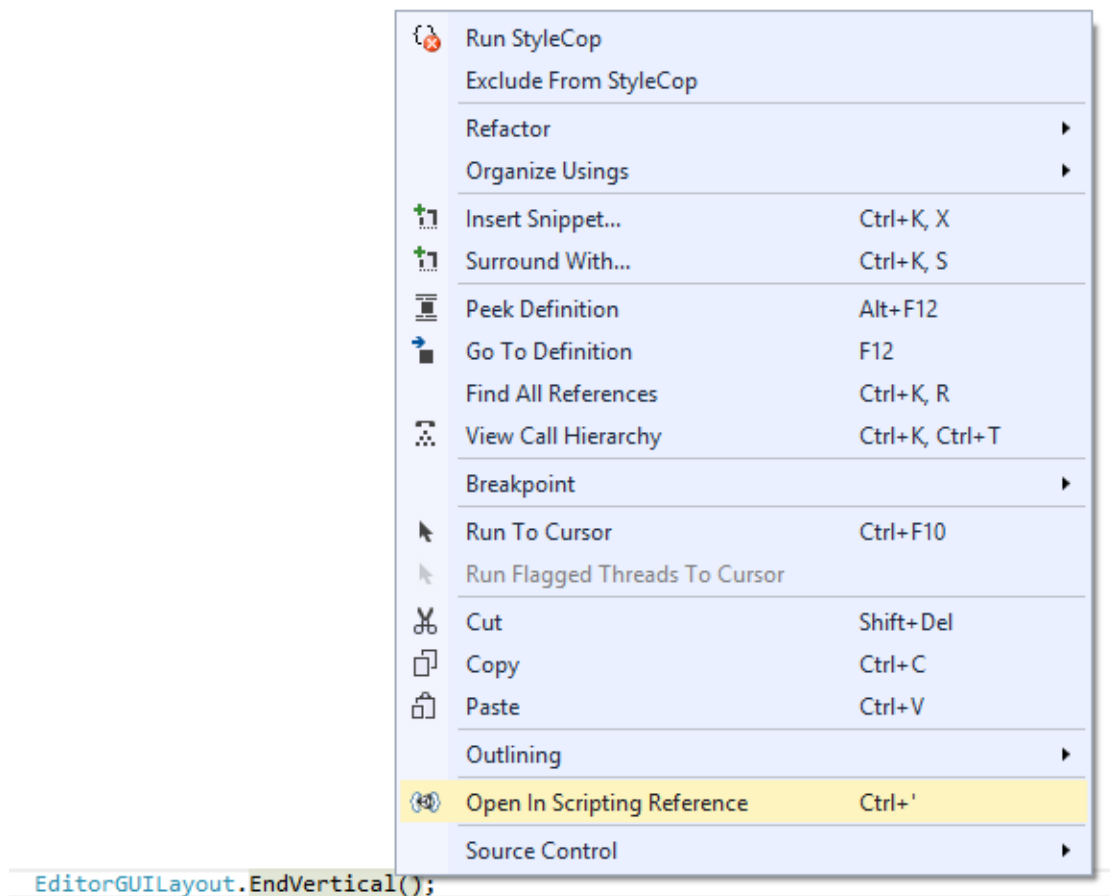 Run StyleCop
Exclude From StyleCop
Refactor
Organize Usings
Insert Snippet... Ctrl+K, X
Surround With... Ctrl+K, S
Peek Definition Alt+F12
Go To Definition F12
Find All References Ctrl+K, R
View Call Hierarchy Ctrl+K, Ctrl+T
Breakpoint
Run To Cursor Ctrl+F10
Run Flagged Threads To Cursor
Cut Shift+Del
Copy Ctrl+C
Paste Ctrl+V
Outlining
Open In Scripting Reference Ctrl+'
Source Control
EditorGUILayout.EndVertical();